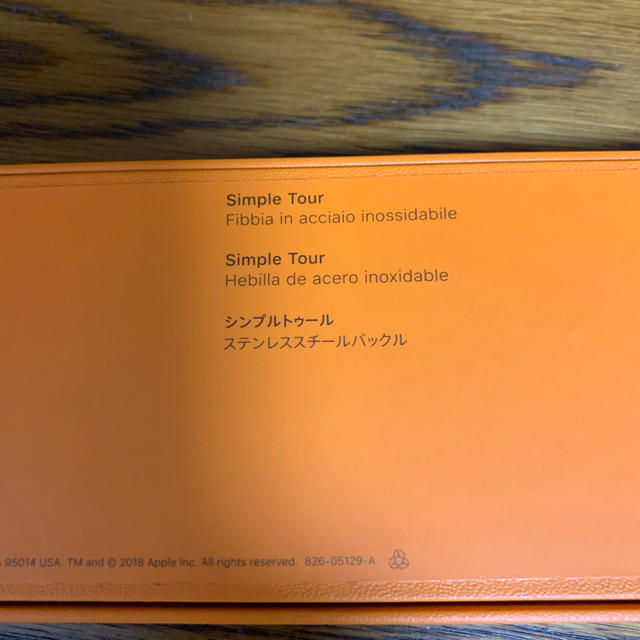 Simple Tour
Fibbia in acciaio inossidabile
Simple Tour
Hebilla de acero inoxidable
シンプルトゥール
ステンレススチールバックル
95014 USA. TM and © 2018 Apple Inc. All rights reserved. 826-05129-A